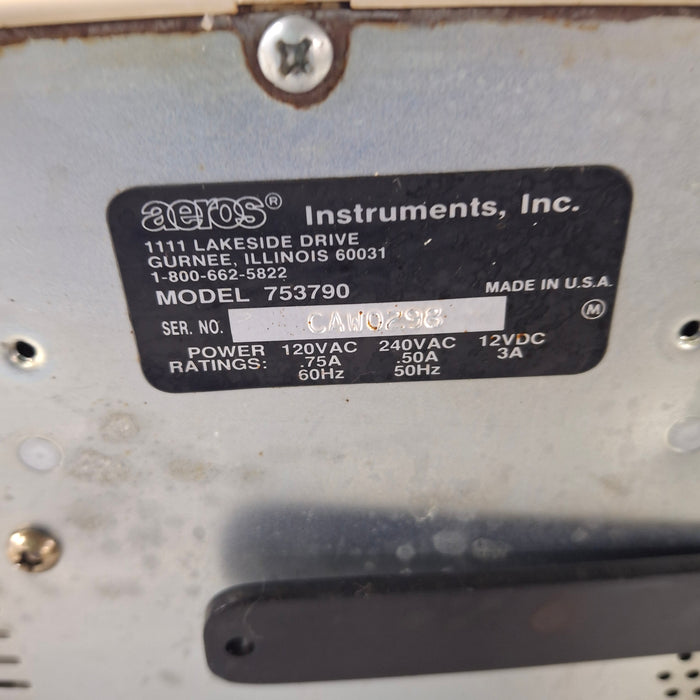 aeros® Instruments, Inc.
1111 LAKESIDE DRIVE
GURNEE, ILLINOIS 60031
1-800-662-5822
MODEL 753790 MADE IN U.S.A.
SER. NO. CAW0298 M
POWER RATINGS: 120VAC .75A 60Hz 240VAC .50A 50Hz 12VDC 3A